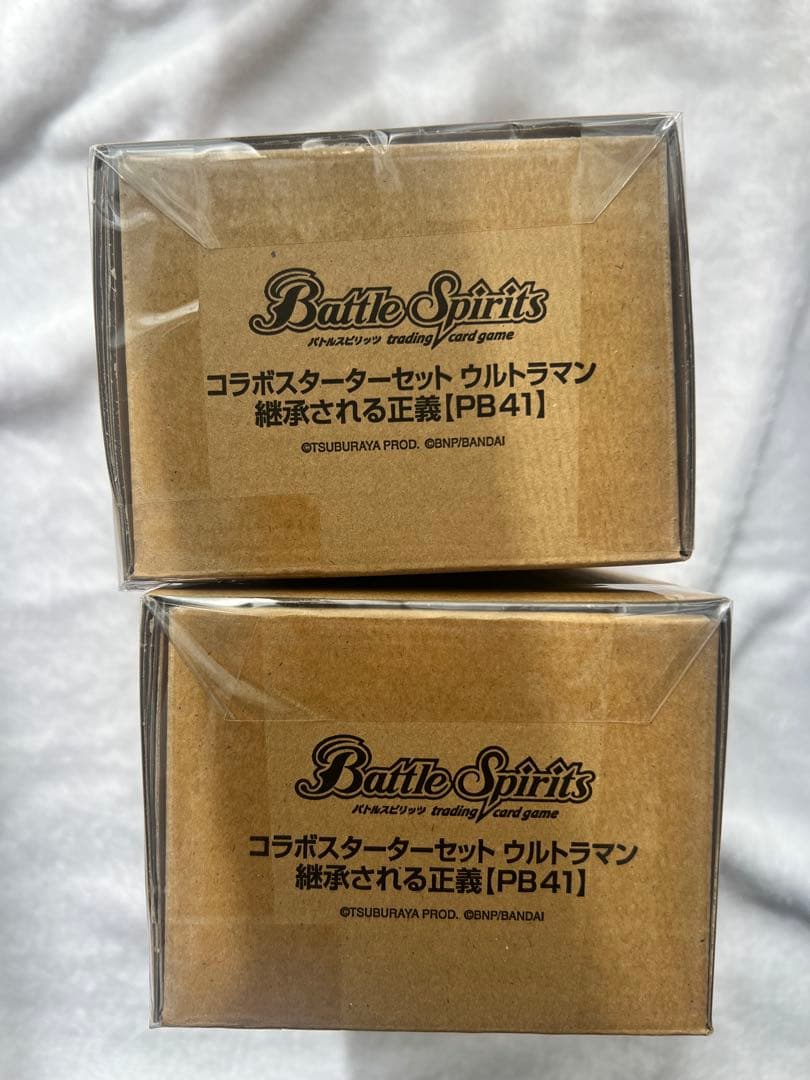 Battle Spirits
バトルスピリッツ trading card game
コラボスターターセット ウルトラマン
継承される正義【PB41】
©TSUBURAYA PROD. ©BNP/BANDAI
Battle Spirits
バトルスピリッツ trading card game
コラボスターターセット ウルトラマン
継承される正義【PB41】
©TSUBURAYA PROD. ©BNP/BANDAI